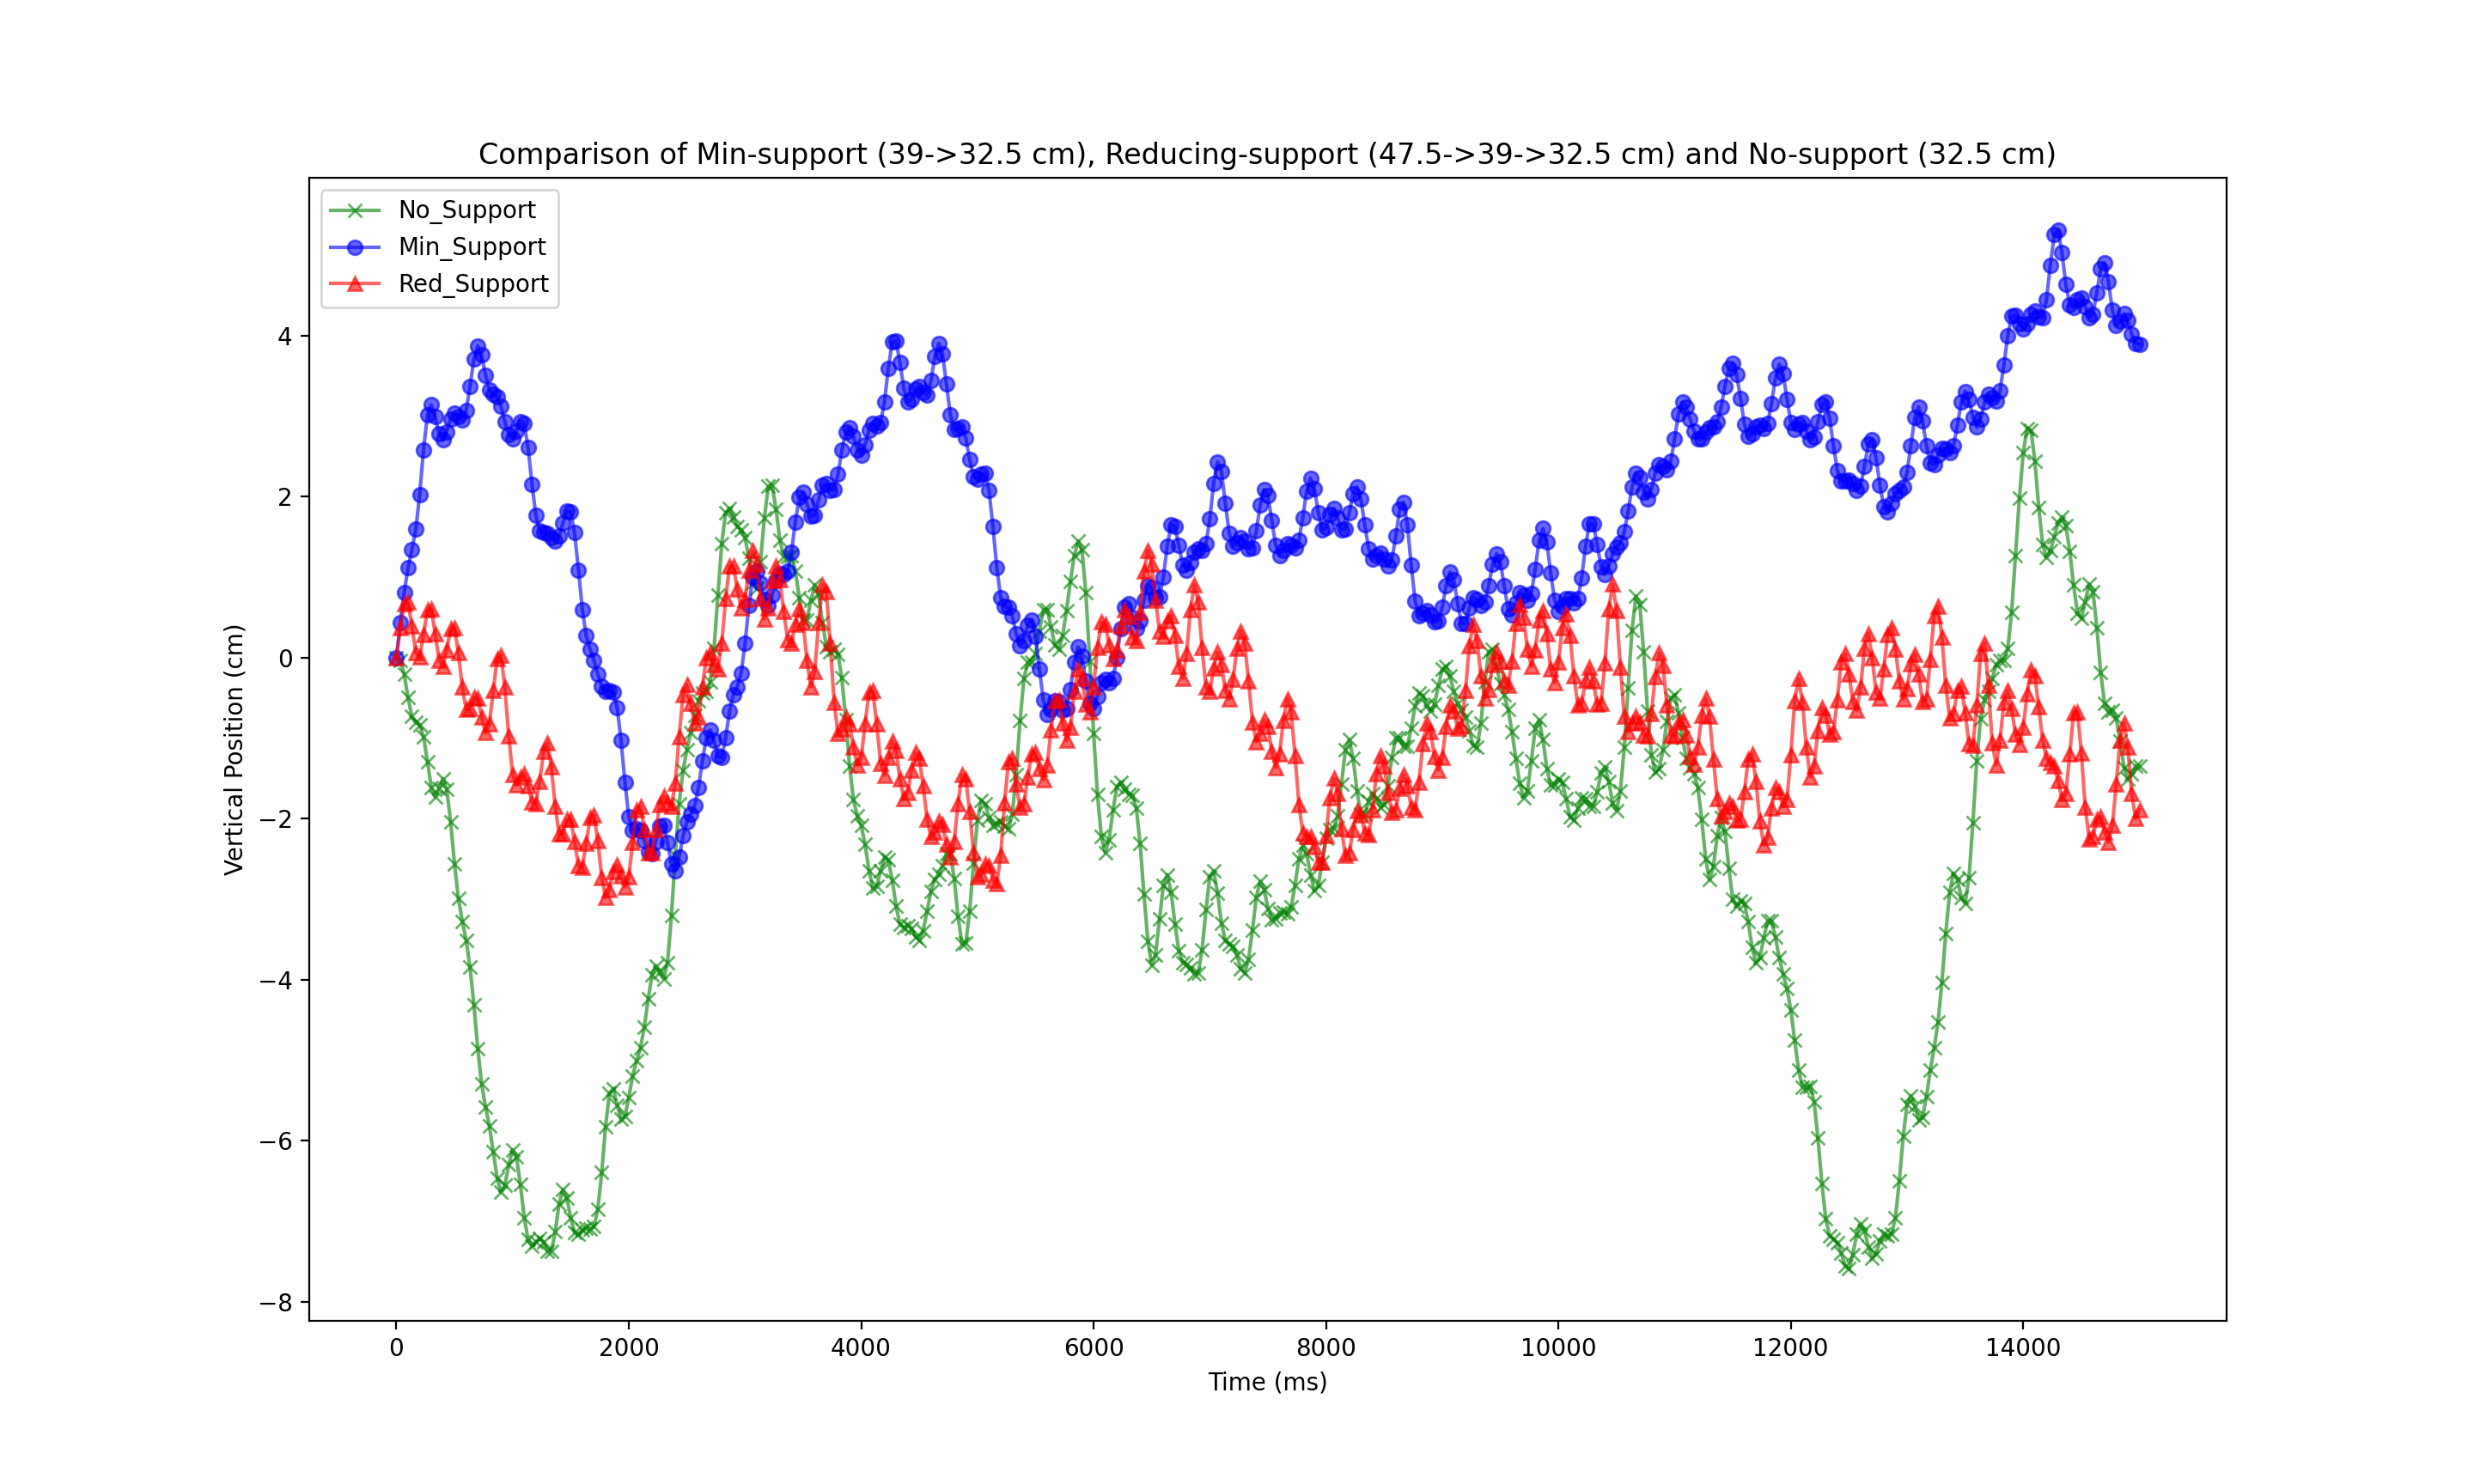 Comparison of Min-support (39->32.5 cm), Reducing-support (47.5->39->32.5 cm) and No-support (32.5 cm)
No_Support
Min_Support
Red_Support
Vertical Position (cm)
4
2
0
−2
−4
−6
−8
0 2000 4000 6000 8000 10000 12000 14000
Time (ms)